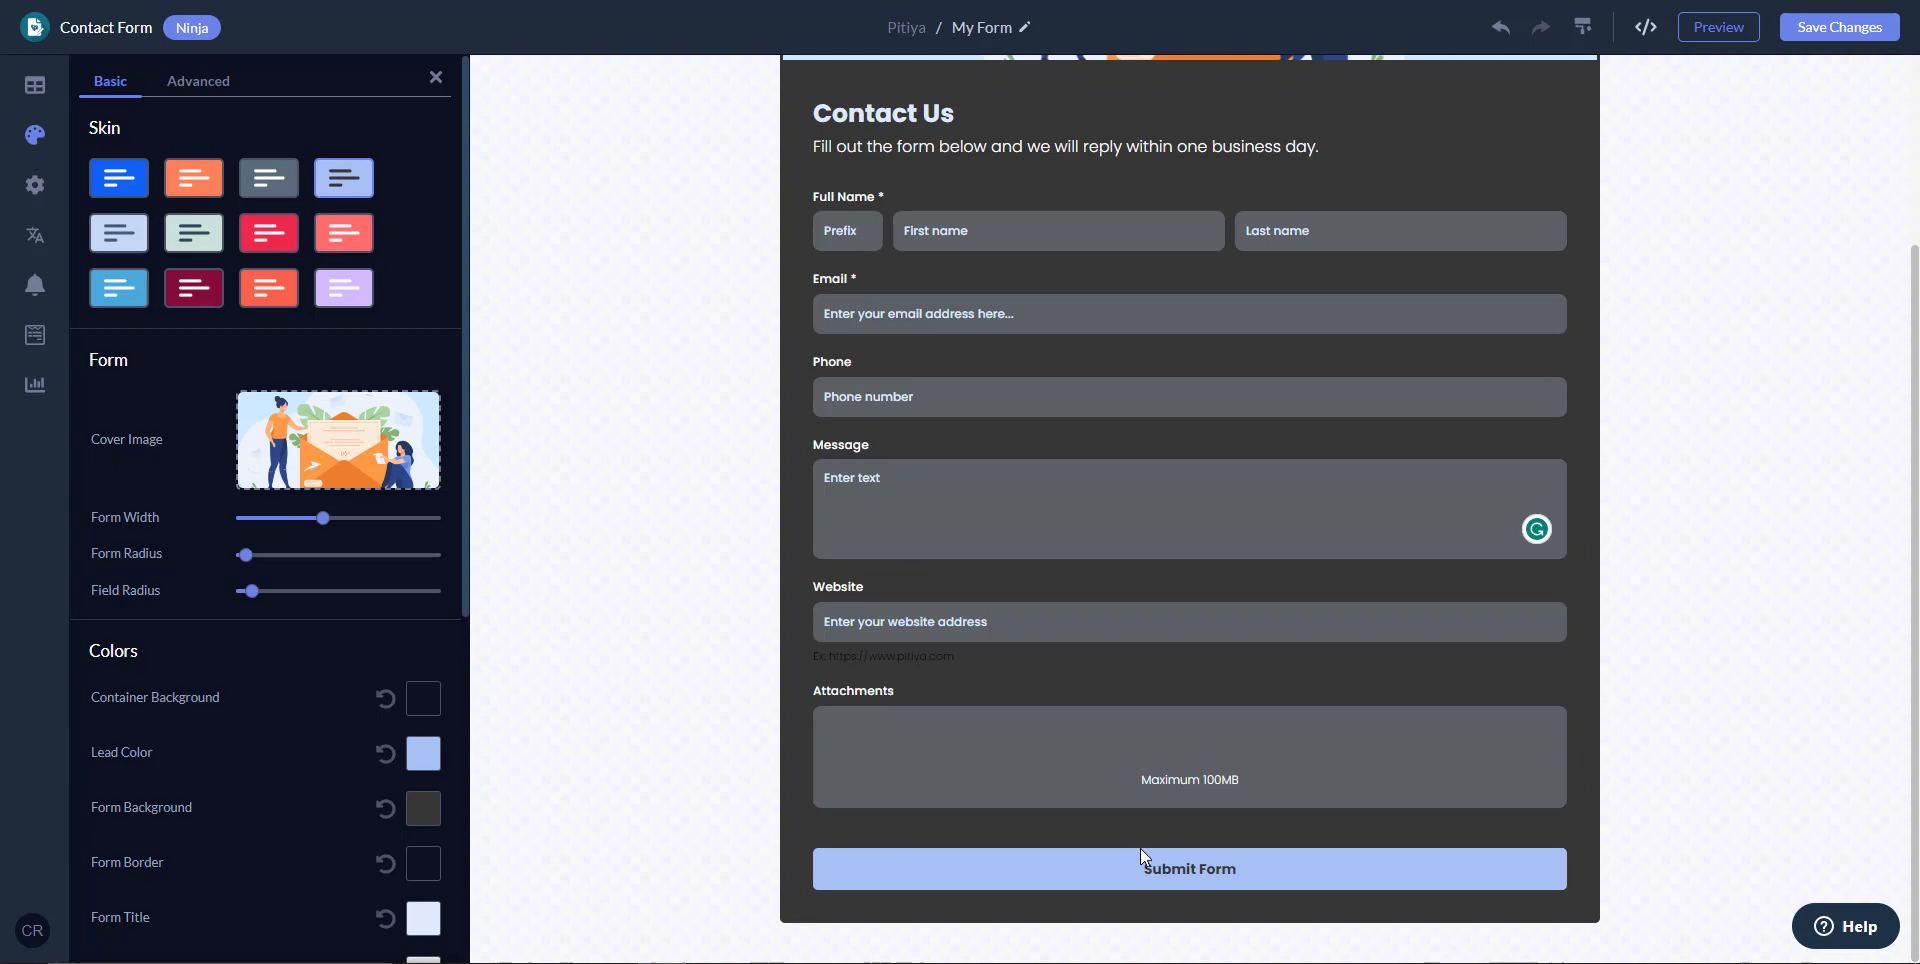 Contact Form Ninja
Pitiya / My Form
Preview
Save Changes
Basic Advanced
Skin
Form
Cover Image
Form Width
Form Radius
Field Radius
Colors
Container Background
Lead Color
Form Background
Form Border
Form Title
CR
Contact Us
Fill out the form below and we will reply within one business day.
Full Name *
Prefix First name Last name
Email *
Enter your email address here...
Phone
Phone number
Message
Enter text
Website
Enter your website address
Ex: https://www.pitiya.com
Attachments
Maximum 100MB
Submit Form
Help